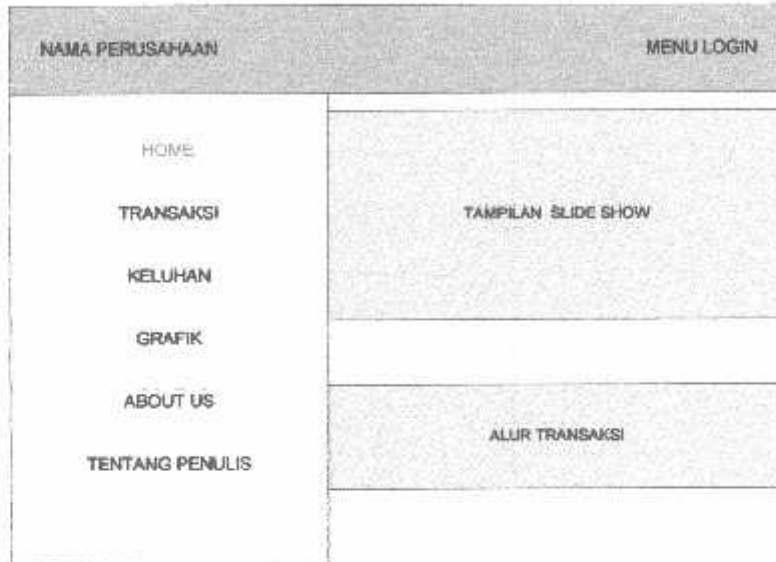 NAMA PERUSAHAAN
MENU LOGIN
HOME
TRANSAKSI
KELUHAN
GRAFIK
ABOUT US
TENTANG PENULIS
TAMPILAN SLIDE SHOW
ALUR TRANSAKSI